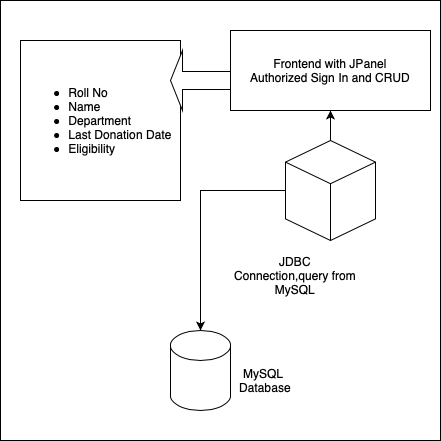 Frontend with JPanel
Authorized Sign In and CRUD
Roll No
Name
Department
Last Donation Date
Eligibility
JDBC
Connection,query from
MySQL
MySQL
Database